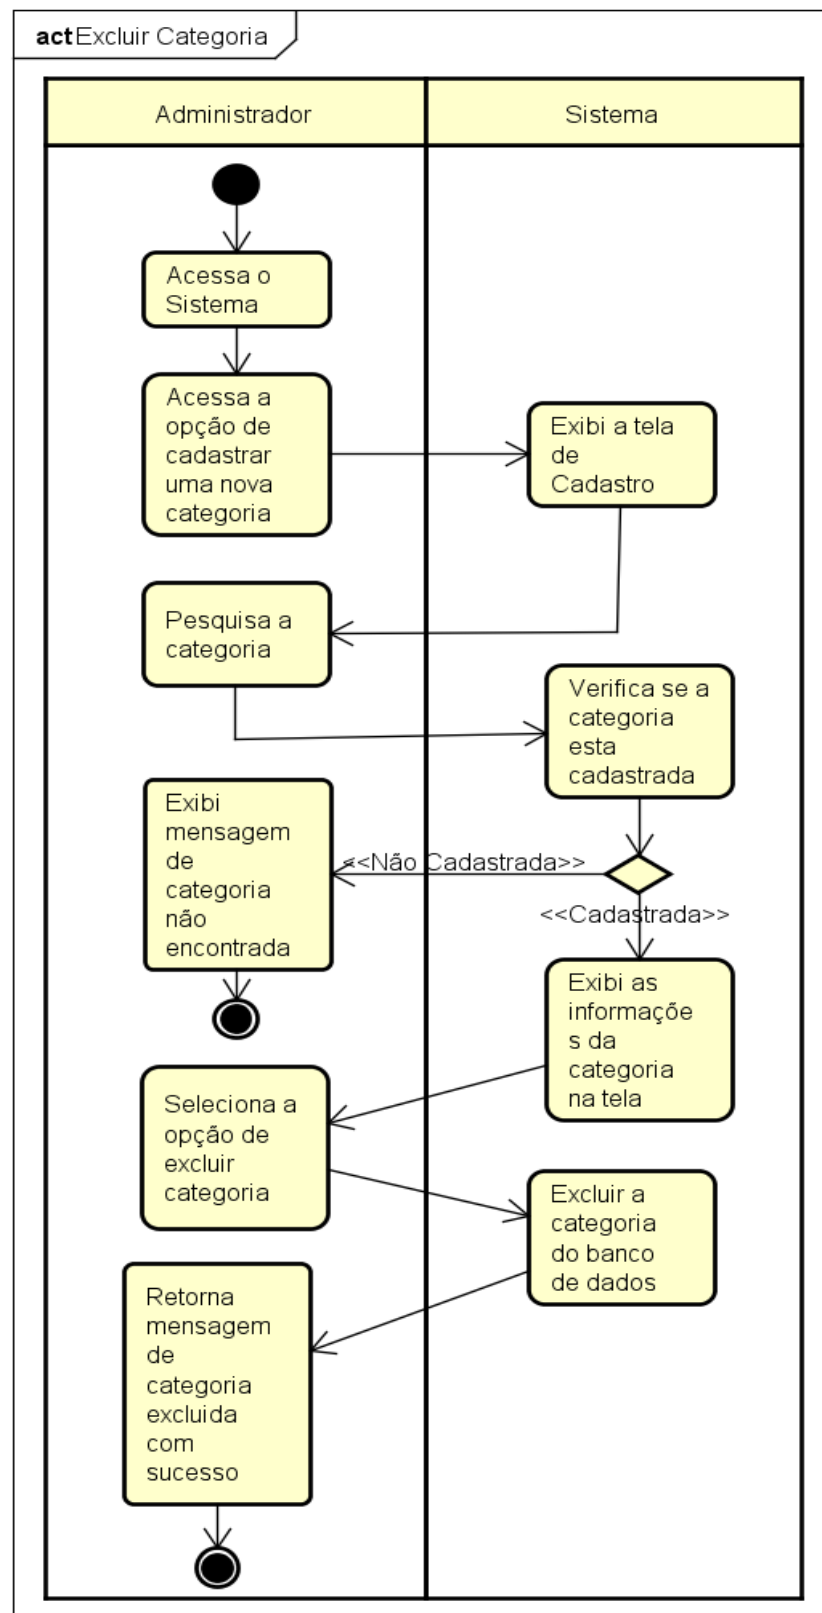 act Excluir Categoria
Administrador
Sistema
Acessa o
Sistema
Acessa a
opção de
cadastrar
uma nova
categoria
Exibi a tela
de
Cadastro
Pesquisa a
categoria
Verifica se a
categoria
esta
cadastrada
Exibi
mensagem
de
categoria
não
encontrada
<<Não Cadastrada>>
<<Cadastrada>>
Exibi as
informaçõe
s da
categoria
na tela
Seleciona a
opção de
excluir
categoria
Excluir a
categoria
do banco
de dados
Retorna
mensagem
de
categoria
excluida
com
sucesso